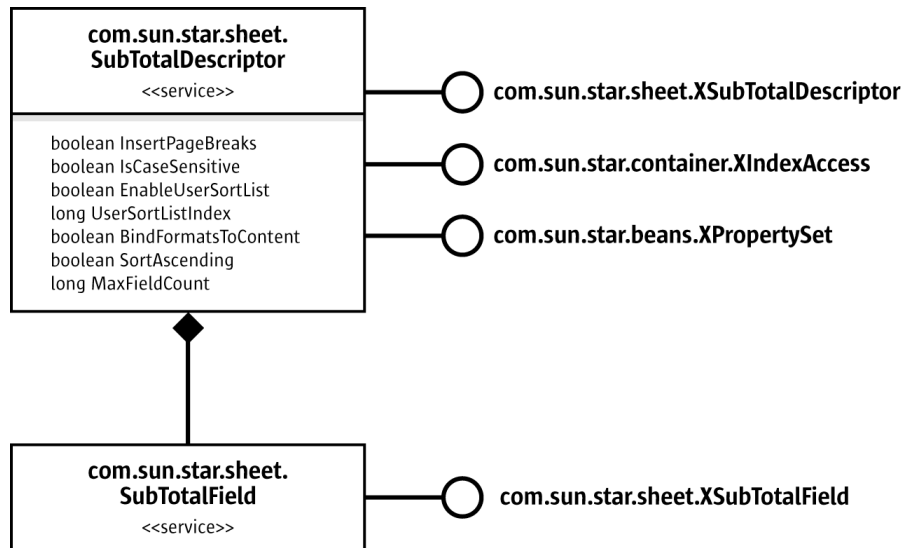 com.sun.star.sheet.
SubTotalDescriptor
<<service>>
boolean InsertPageBreaks
boolean IsCaseSensitive
boolean EnableUserSortList
long UserSortListIndex
boolean BindFormatsToContent
boolean SortAscending
long MaxFieldCount
com.sun.star.sheet.XSubTotalDescriptor
com.sun.star.container.XIndexAccess
com.sun.star.beans.XPropertySet
com.sun.star.sheet.
SubTotalField
<<service>>
com.sun.star.sheet.XSubTotalField